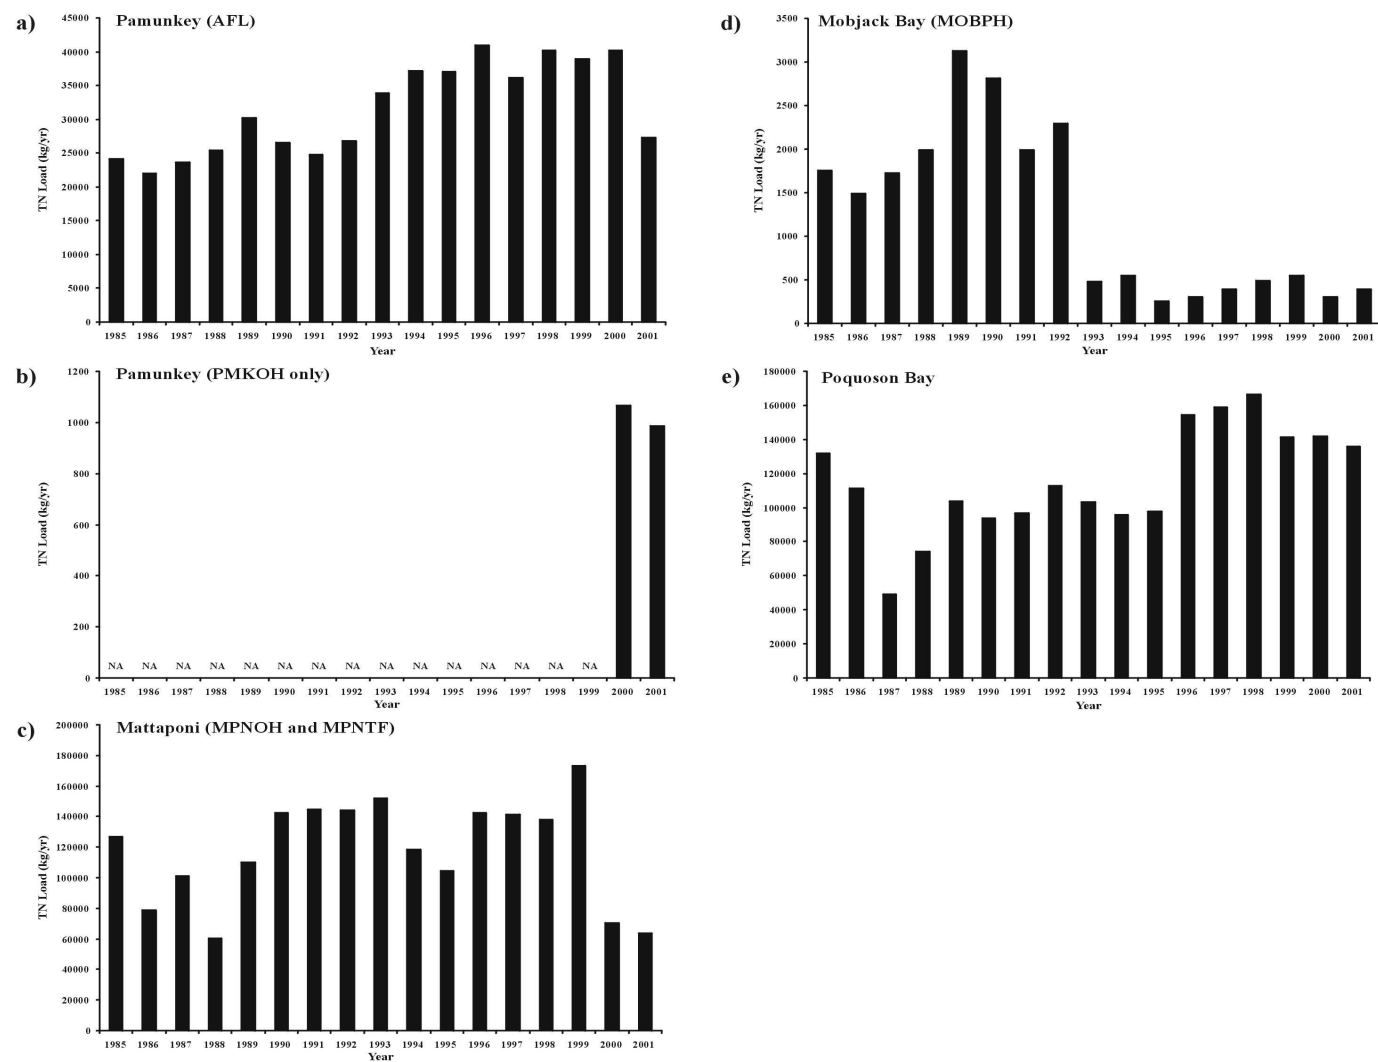 a) Pamunkey (AFL)
45000
40000
35000
30000
25000
20000
15000
10000
5000
0
TN Load (kg/yr)
1985 1986 1987 1988 1989 1990 1991 1992 1993 1994 1995 1996 1997 1998 1999 2000 2001
Year
b) Pamunkey (PMKOH only)
1200
1000
800
600
400
200
0
TN Load (kg/yr)
NA NA NA NA NA NA NA NA NA NA NA NA NA NA NA
1985 1986 1987 1988 1989 1990 1991 1992 1993 1994 1995 1996 1997 1998 1999 2000 2001
Year
c) Mattaponi (MPNOH and MPNTF)
200000
180000
160000
140000
120000
100000
80000
60000
40000
20000
0
TN Load (kg/yr)
1985 1986 1987 1988 1989 1990 1991 1992 1993 1994 1995 1996 1997 1998 1999 2000 2001
Year
d) Mobjack Bay (MOBPH)
3500
3000
2500
2000
1500
1000
500
0
TN Load (kg/yr)
1985 1986 1987 1988 1989 1990 1991 1992 1993 1994 1995 1996 1997 1998 1999 2000 2001
Year
e) Poquoson Bay
180000
160000
140000
120000
100000
80000
60000
40000
20000
0
TN Load (kg/yr)
1985 1986 1987 1988 1989 1990 1991 1992 1993 1994 1995 1996 1997 1998 1999 2000 2001
Year